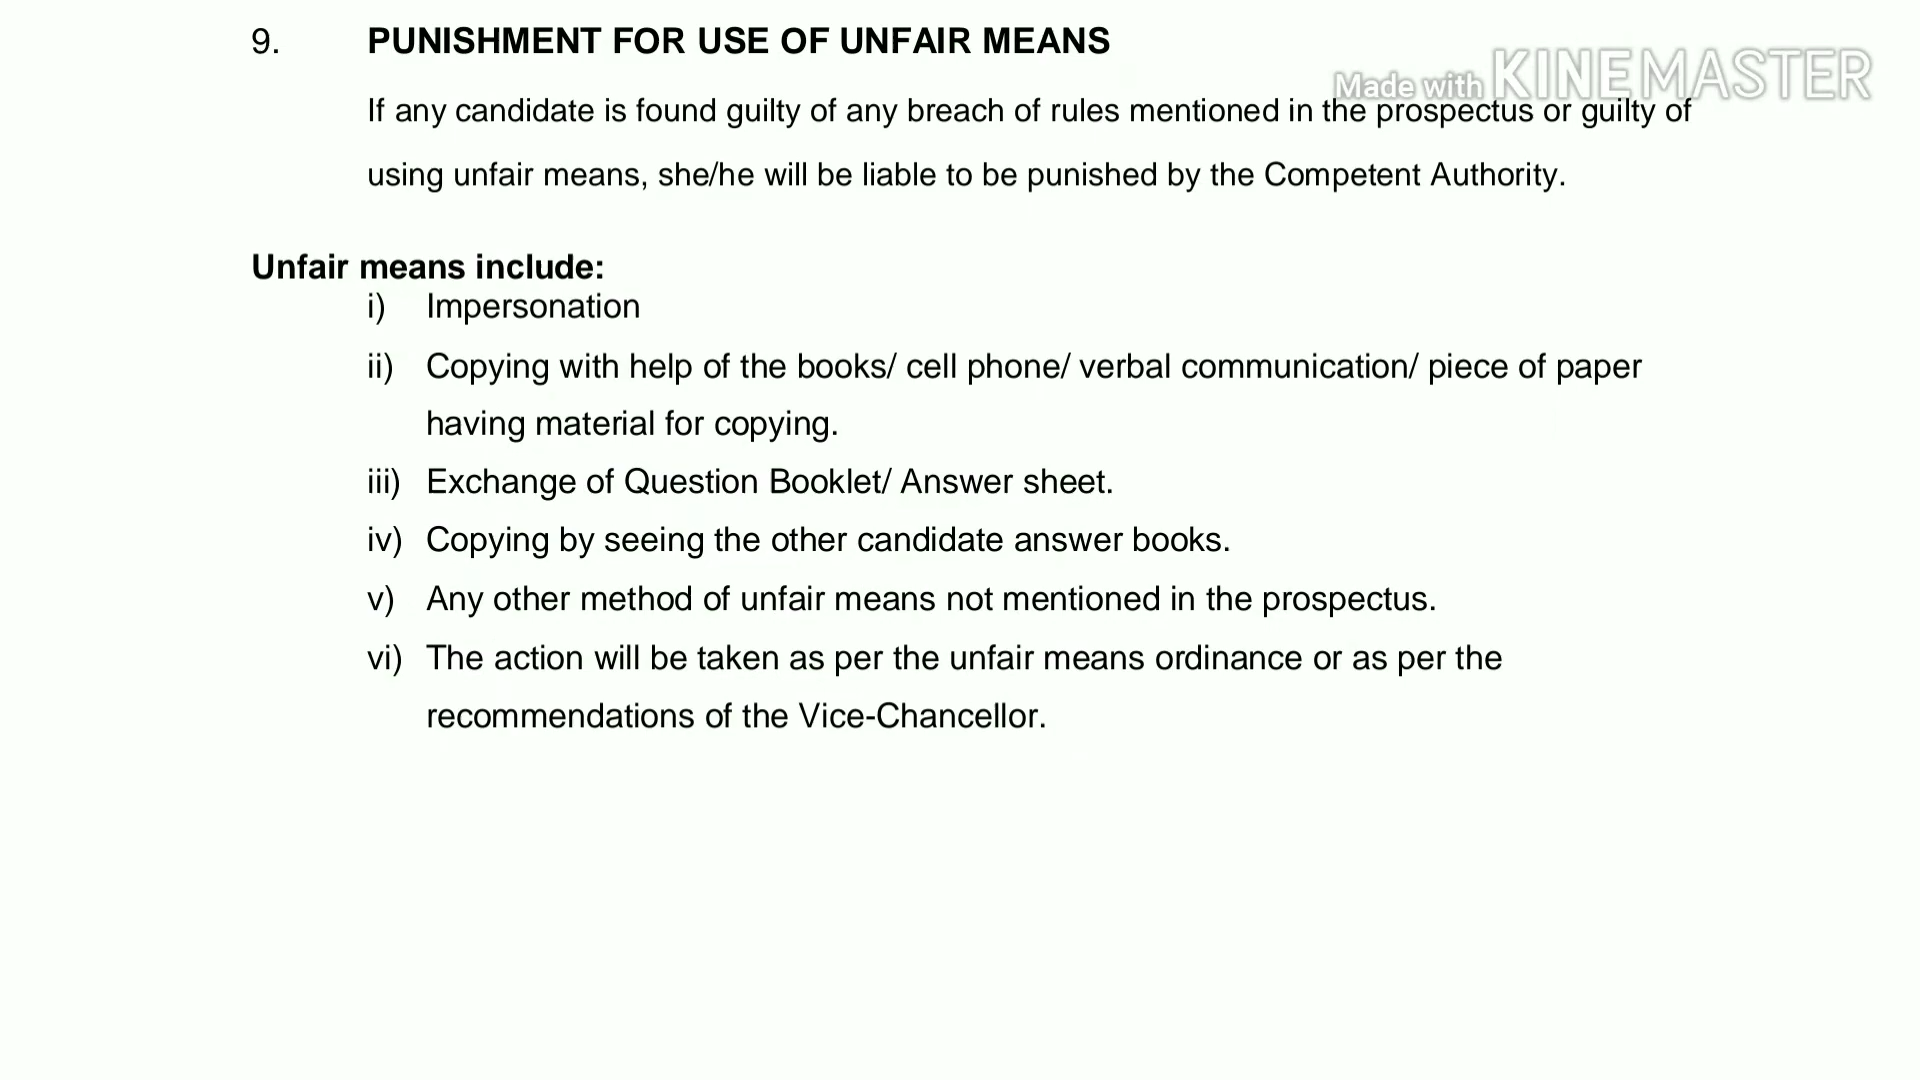 9. PUNISHMENT FOR USE OF UNFAIR MEANS
Made with KINEMASTER
If any candidate is found guilty of any breach of rules mentioned in the prospectus or guilty of
using unfair means, she/he will be liable to be punished by the Competent Authority.
Unfair means include:
i) Impersonation
ii) Copying with help of the books/ cell phone/ verbal communication/ piece of paper
having material for copying.
iii) Exchange of Question Booklet/ Answer sheet.
iv) Copying by seeing the other candidate answer books.
v) Any other method of unfair means not mentioned in the prospectus.
vi) The action will be taken as per the unfair means ordinance or as per the
recommendations of the Vice-Chancellor.